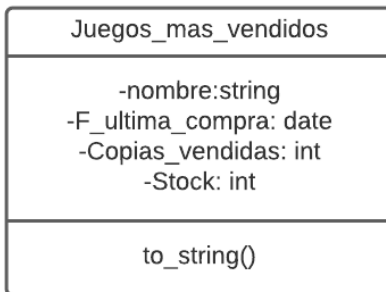 Juegos_mas_vendidos
-nombre:string
-F_ultima_compra: date
-Copias_vendidas: int
-Stock: int
to_string()